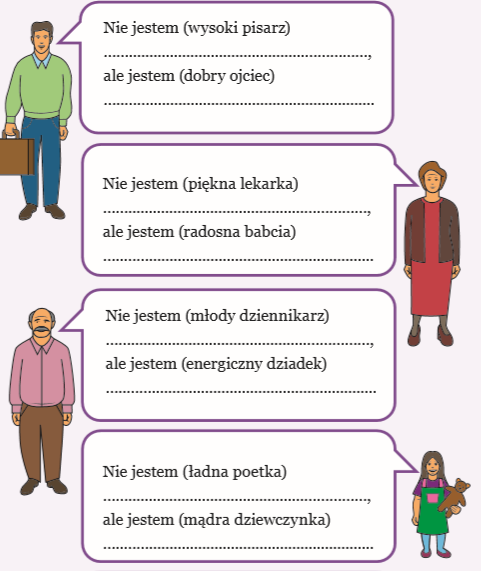 Nie jestem (wysoki pisarz)
......................................................,
ale jestem (dobry ojciec)
.......................................................
Nie jestem (piękna lekarka)
......................................................,
ale jestem (radosna babcia)
.......................................................
Nie jestem (młody dziennikarz)
......................................................,
ale jestem (energiczny dziadek)
.......................................................
Nie jestem (ładna poetka)
......................................................,
ale jestem (mądra dziewczynka)
.......................................................